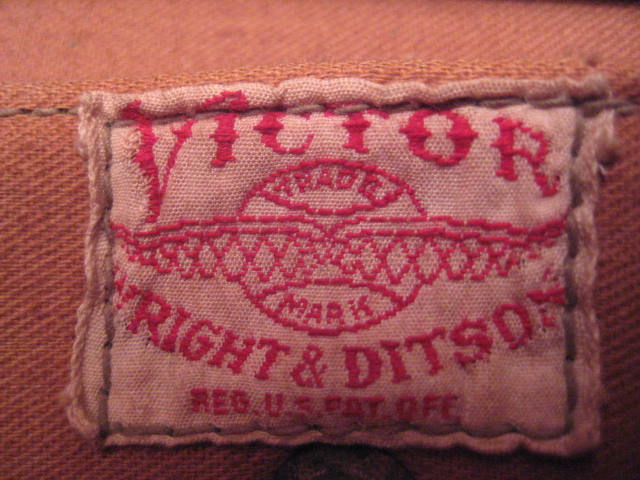 VICTOR
TRADE
MARK
WRIGHT & DITSON
REG. U.S. PAT. OFF.